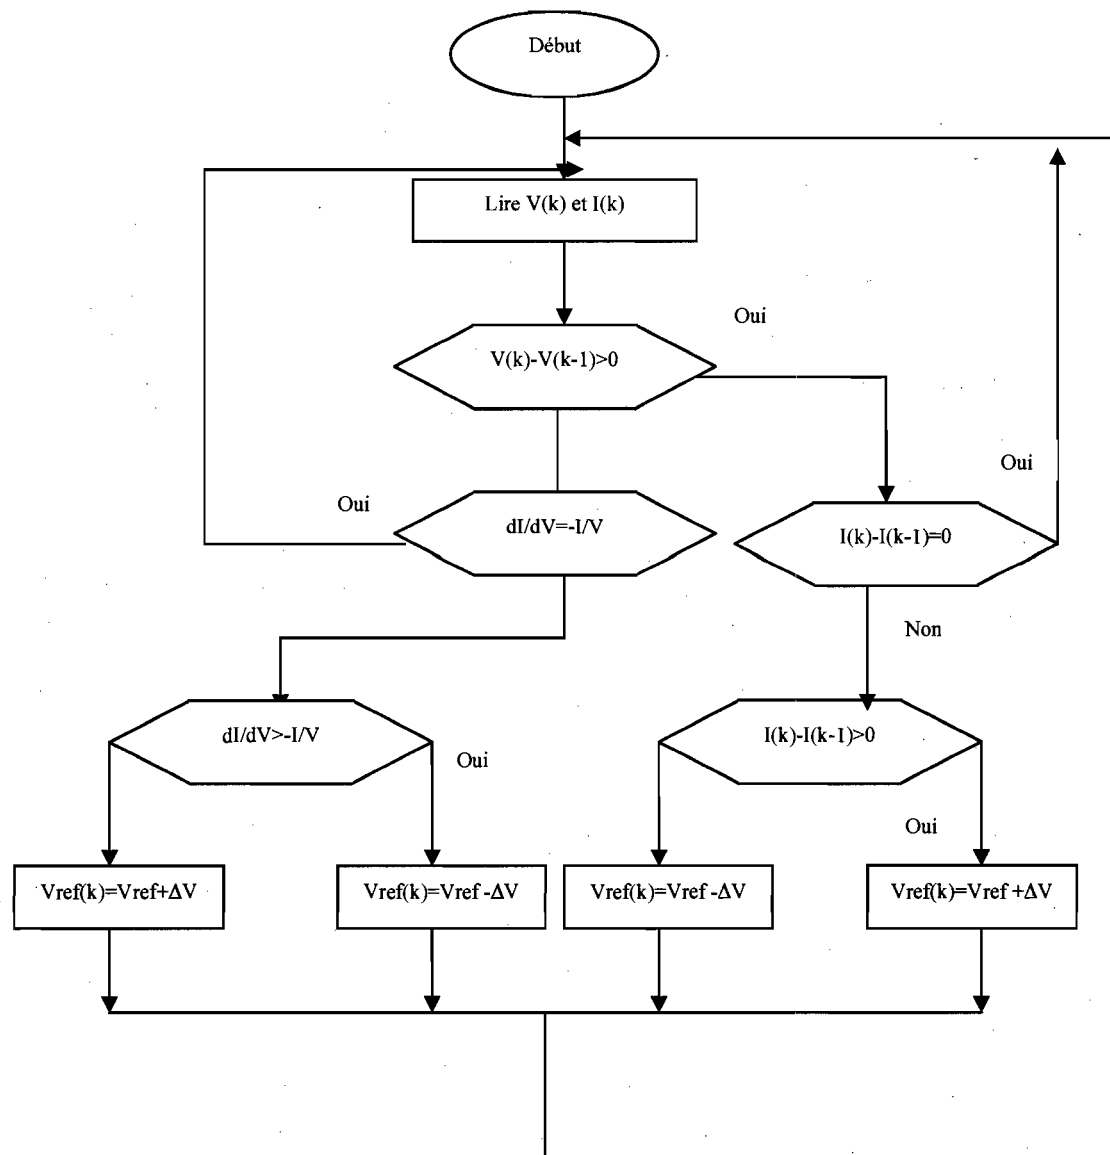 Début
Lire V(k) et I(k)
Oui
V(k)-V(k-1)>0
Oui
Oui
dI/dV=-I/V
I(k)-I(k-1)=0
Non
dI/dV>-I/V
Oui
I(k)-I(k-1)>0
Oui
Vref(k)=Vref+ΔV
Vref(k)=Vref -ΔV
Vref(k)=Vref -ΔV
Vref(k)=Vref +ΔV